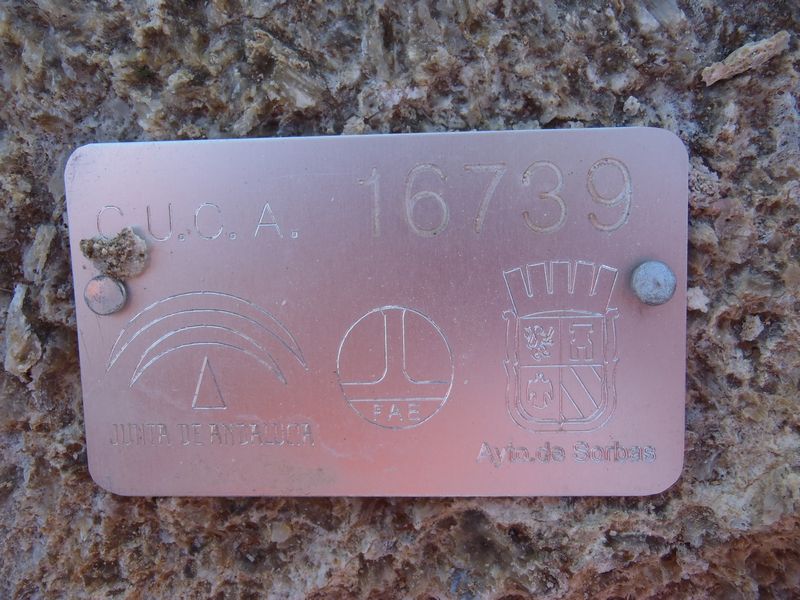 C.U.C.A. 16739
JUNTA DE ANDALUCIA
FAE
Ayto.de Sorbas